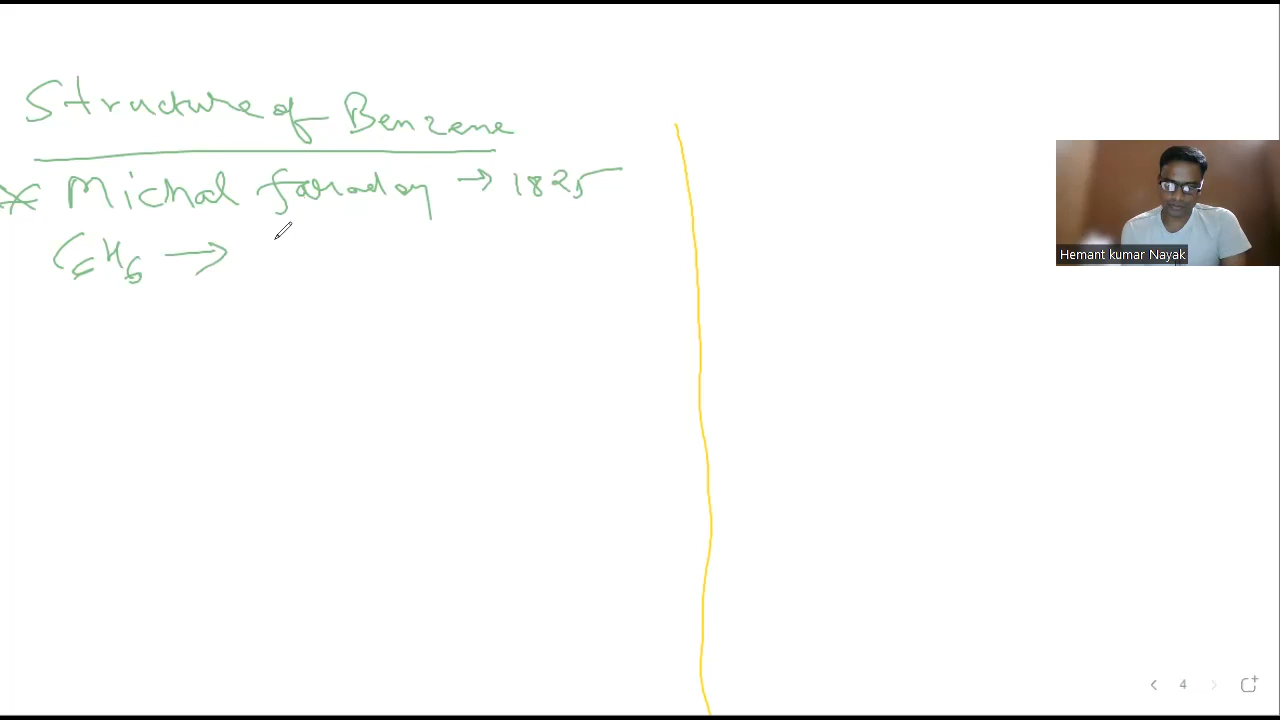 Structure of Benzene
* Michal faraday → 1825
C6H6 →
Hemant kumar Nayak
4